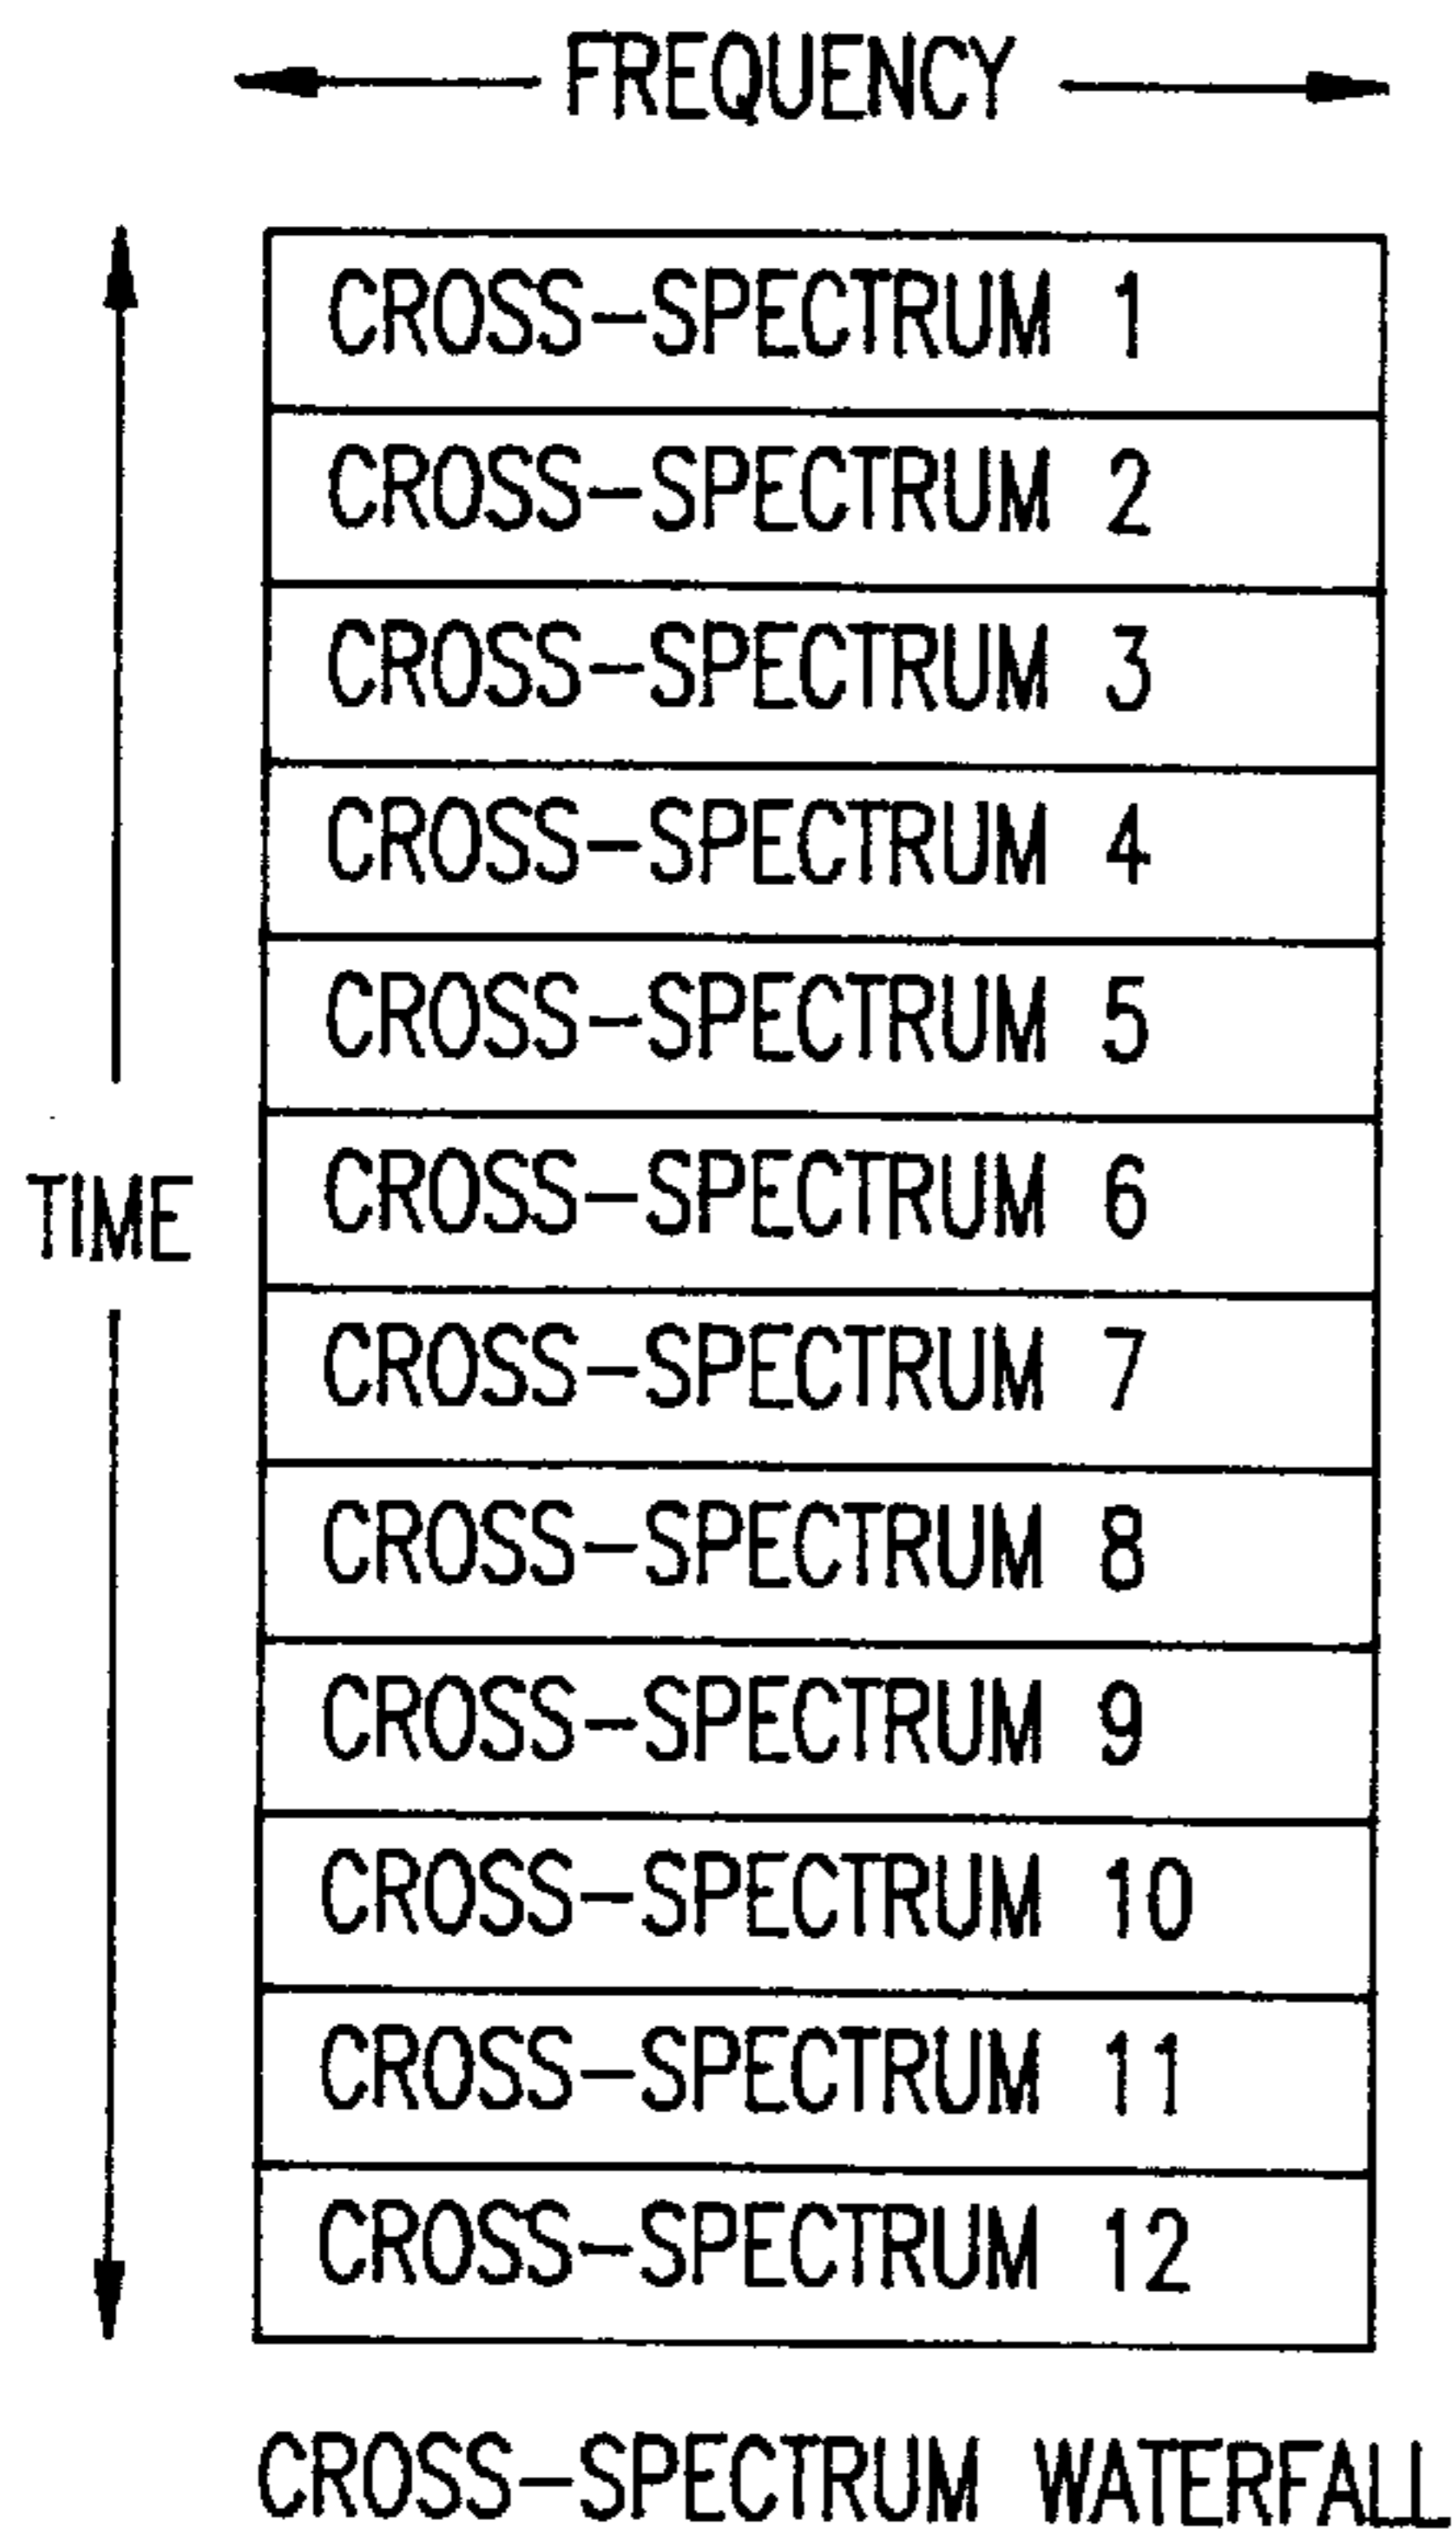 FREQUENCY
CROSS-SPECTRUM 1
CROSS-SPECTRUM 2
CROSS-SPECTRUM 3
CROSS-SPECTRUM 4
CROSS-SPECTRUM 5
TIME
CROSS-SPECTRUM 6
CROSS-SPECTRUM 7
CROSS-SPECTRUM 8
CROSS-SPECTRUM 9
CROSS-SPECTRUM 10
CROSS-SPECTRUM 11
CROSS-SPECTRUM 12
CROSS-SPECTRUM WATERFALL